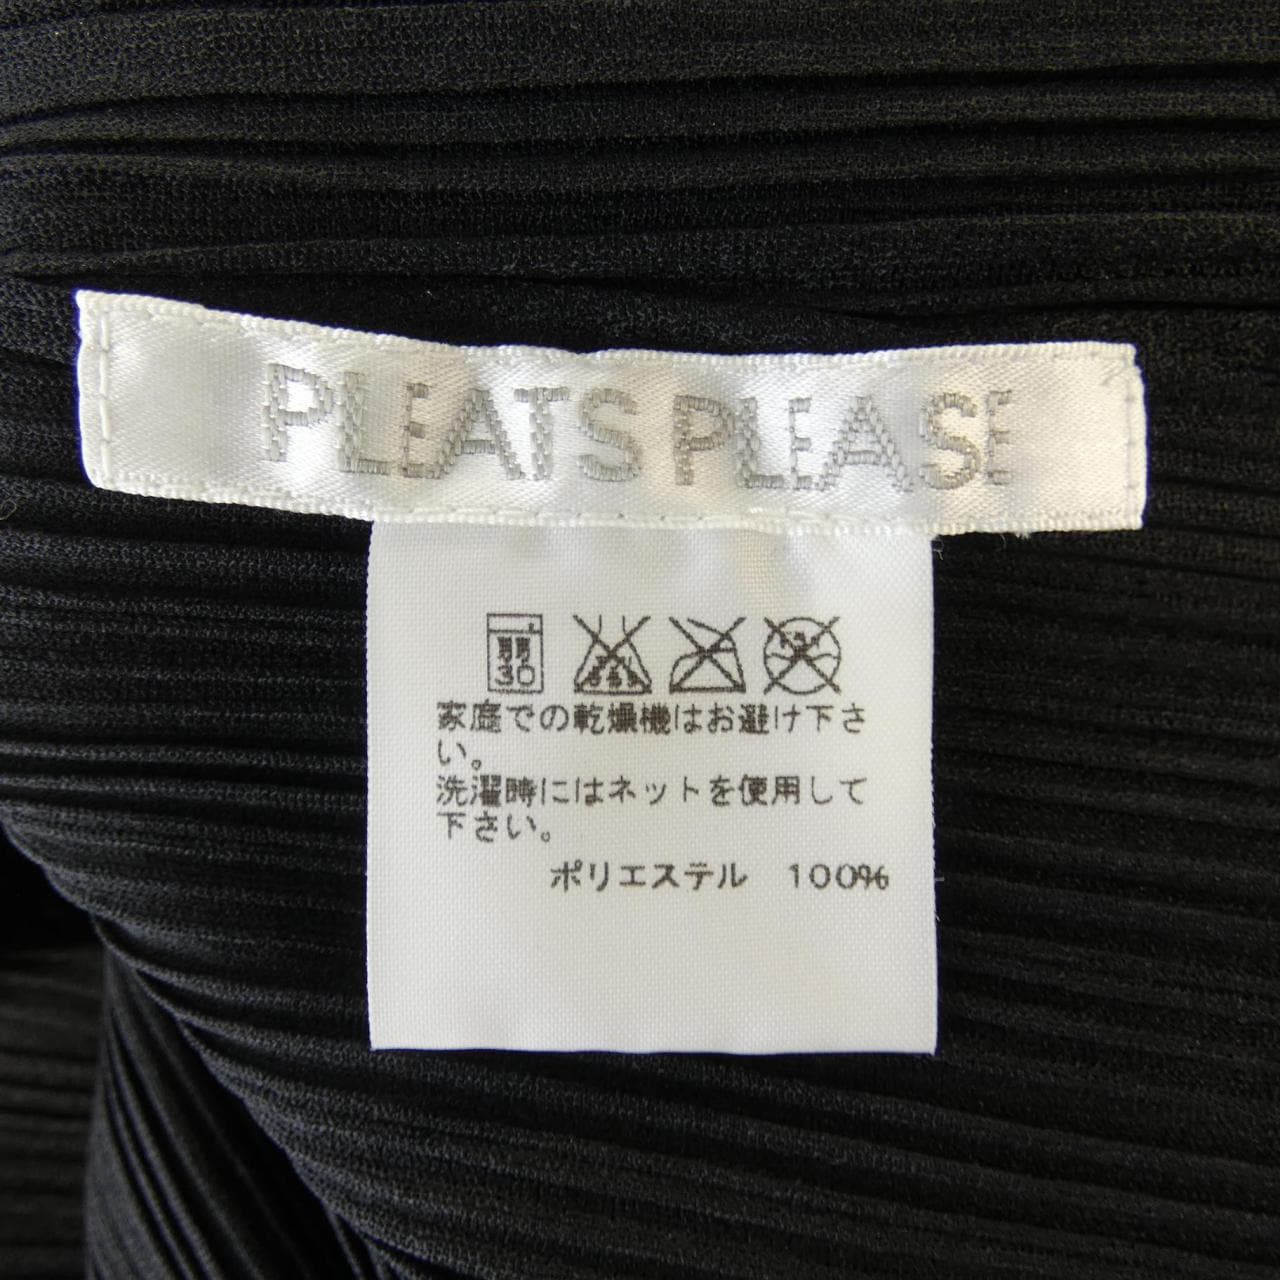 PLEATS PLEASE
弱
30
家庭での乾燥機はお避け下さ
い。
洗濯時にはネットを使用して
下さい。
ポリエステル 100%